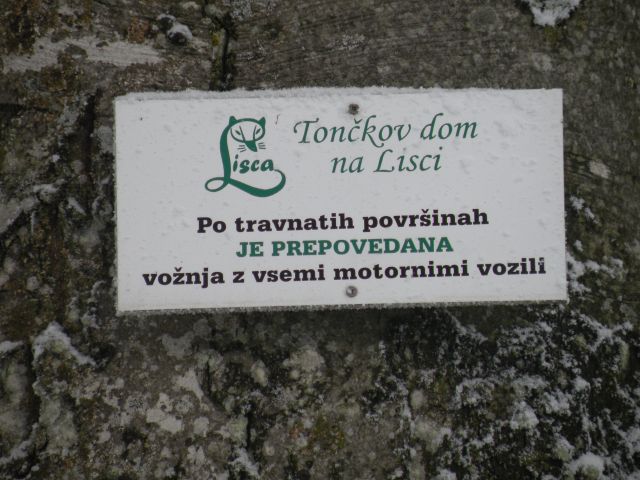 Lisca
Tončkov dom
na Lisci
Po travnatih površinah
JE PREPOVEDANA
vožnja z vsemi motornimi vozili